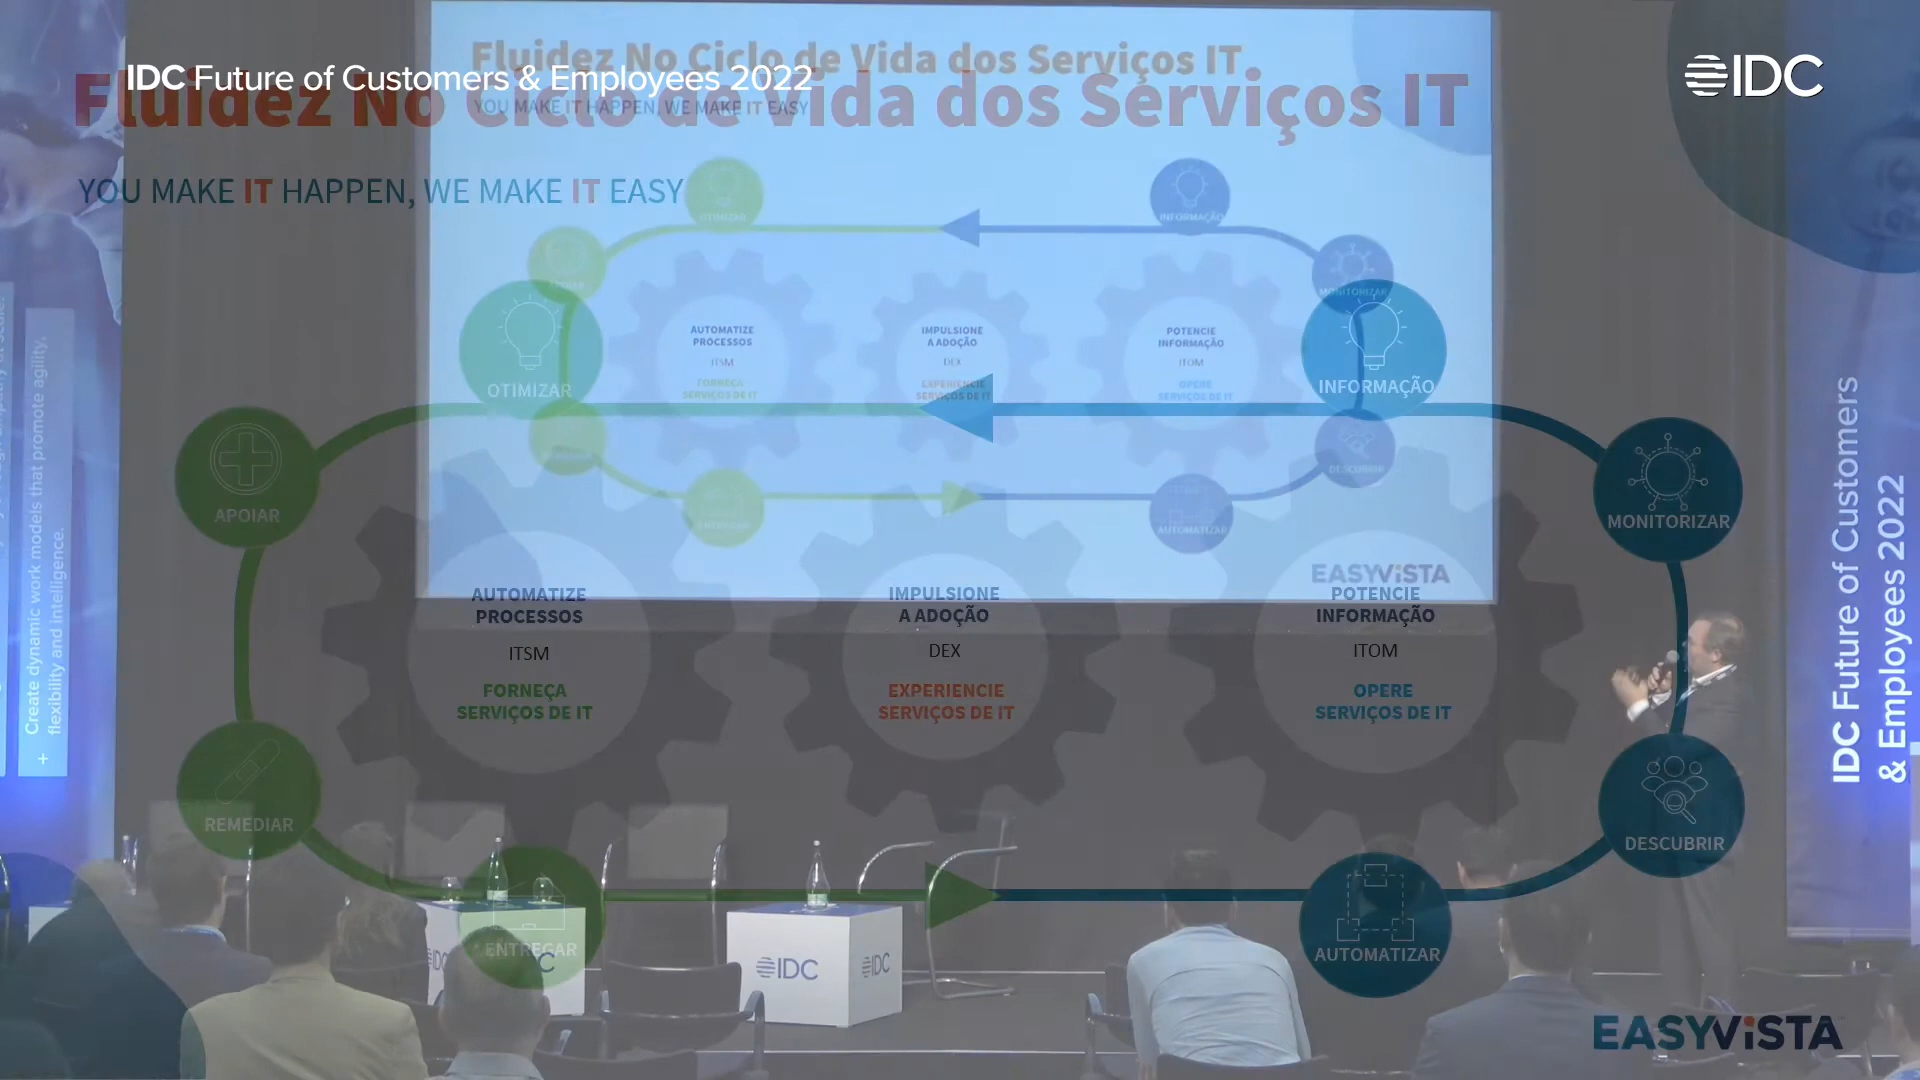 IDC Future of Customers & Employees 2022
IDC
Fluidez No Ciclo de Vida dos Serviços IT
YOU MAKE IT HAPPEN, WE MAKE IT EASY
Fluidez No Ciclo de Vida dos Serviços IT
YOU MAKE IT HAPPEN, WE MAKE IT EASY
OTIMIZAR
INFORMAÇÃO
APOIAR
MONITORIZAR
AUTOMATIZE
PROCESSOS
ITSM
FORNEÇA
SERVIÇOS DE IT
IMPULSIONE
A ADOÇÃO
DEX
EXPERIENCIE
SERVIÇOS DE IT
POTENCIE
INFORMAÇÃO
ITOM
OPERE
SERVIÇOS DE IT
DESCUBRIR
AUTOMATIZAR
EASYVISTA
OTIMIZAR
INFORMAÇÃO
APOIAR
MONITORIZAR
AUTOMATIZE
PROCESSOS
ITSM
FORNEÇA
SERVIÇOS DE IT
IMPULSIONE
A ADOÇÃO
DEX
EXPERIENCIE
SERVIÇOS DE IT
POTENCIE
INFORMAÇÃO
ITOM
OPERE
SERVIÇOS DE IT
REMEDIAR
DESCUBRIR
ENTREGAR
AUTOMATIZAR
EASYVISTA
+ Create dynamic work models that promote agility,
flexibility and intelligence.
IDC Future of Customers
& Employees 2022
IDC
IDC